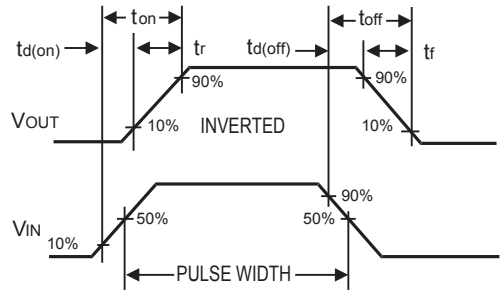 ton toff
td(on) tr td(off) tf
90% 90%
VOUT 10% INVERTED 10%
90%
50% 50%
VIN 10%
PULSE WIDTH